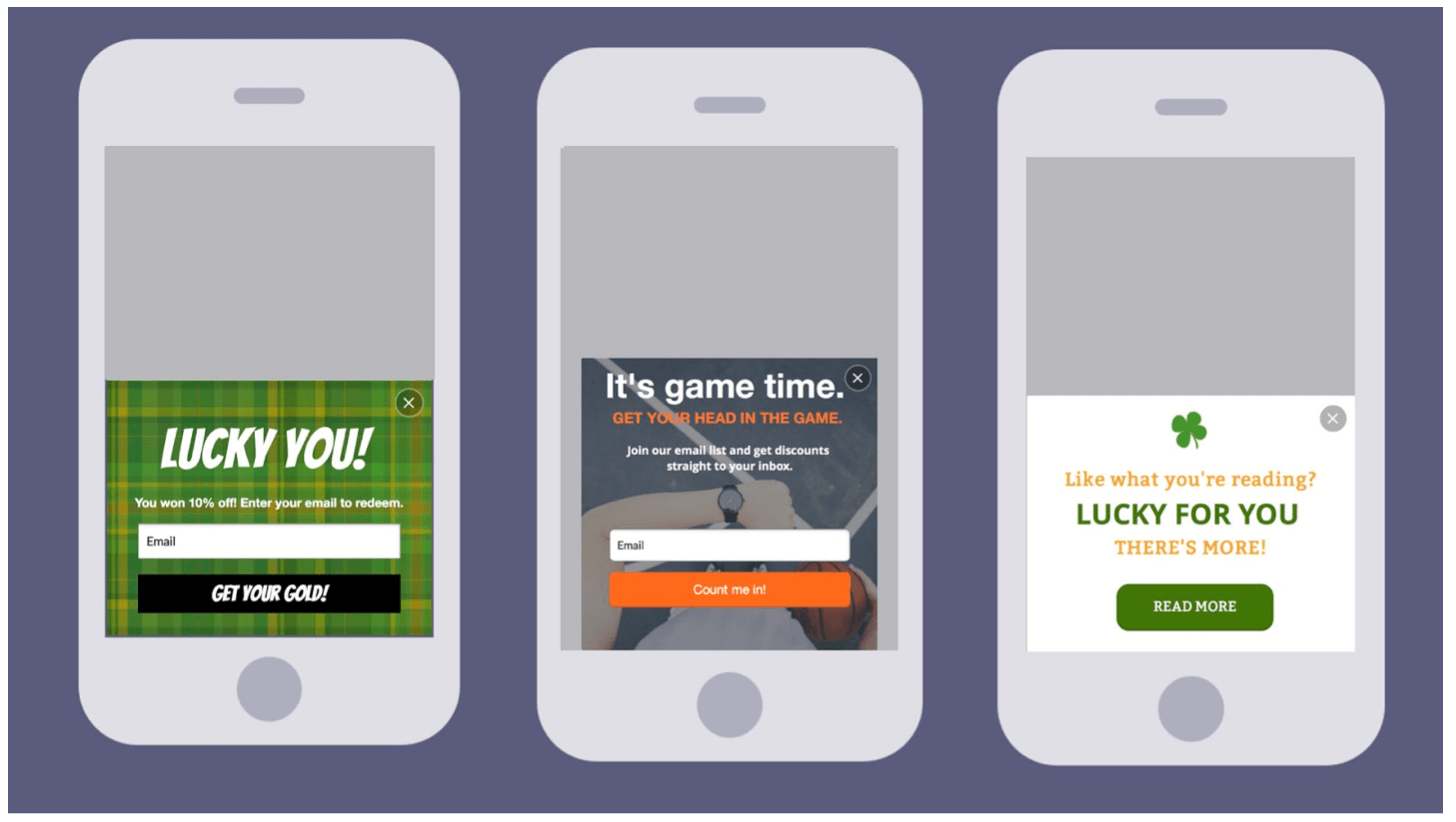 LUCKY YOU!
You won 10% off! Enter your email to redeem.
Email
GET YOUR GOLD!
It's game time.
GET YOUR HEAD IN THE GAME.
Join our email list and get discounts
straight to your inbox.
Email
Count me in!
Like what you're reading?
LUCKY FOR YOU
THERE'S MORE!
READ MORE